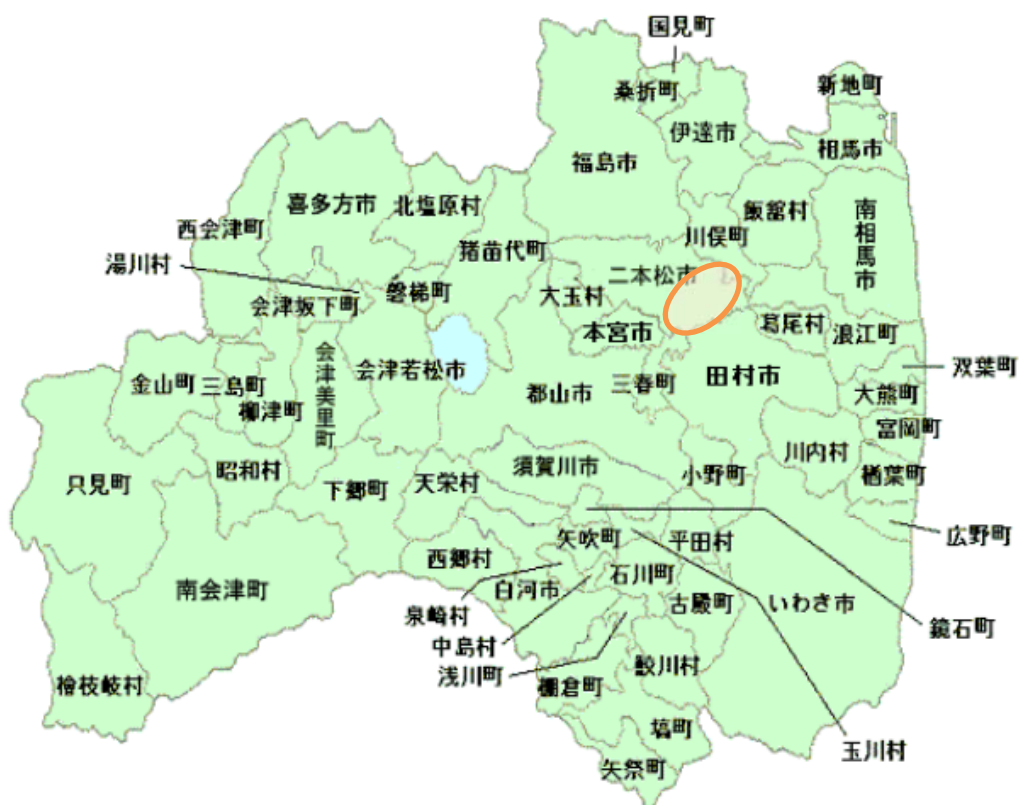 国見町
桑折町
新地町
伊達市
相馬市
福島市
喜多方市
北塩原村
飯舘村
南相馬市
西会津町
川俣町
猪苗代町
湯川村
二本松市
磐梯町
大玉村
会津坂下町
葛尾村
浪江町
本宮市
会津美里町
会津若松市
双葉町
金山町
三島町
田村市
三春町
郡山市
大熊町
柳津町
富岡町
川内村
須賀川市
昭和村
小野町
楢葉町
只見町
下郷町
天栄村
広野町
矢吹町
平田村
西郷村
石川町
南会津町
白河市
古殿町
いわき市
泉崎村
鏡石町
中島村
鮫川村
浅川町
檜枝岐村
棚倉町
塙町
玉川村
矢祭町